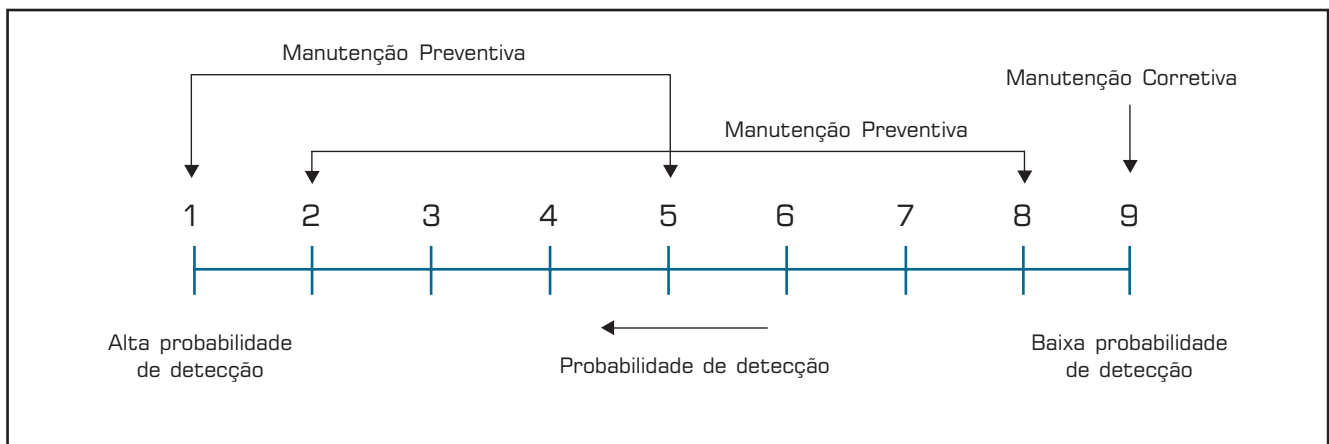 Manutenção Preventiva
Manutenção Corretiva
Manutenção Preventiva
1 2 3 4 5 6 7 8 9
Alta probabilidade
de detecção
Probabilidade de detecção
Baixa probabilidade
de detecção